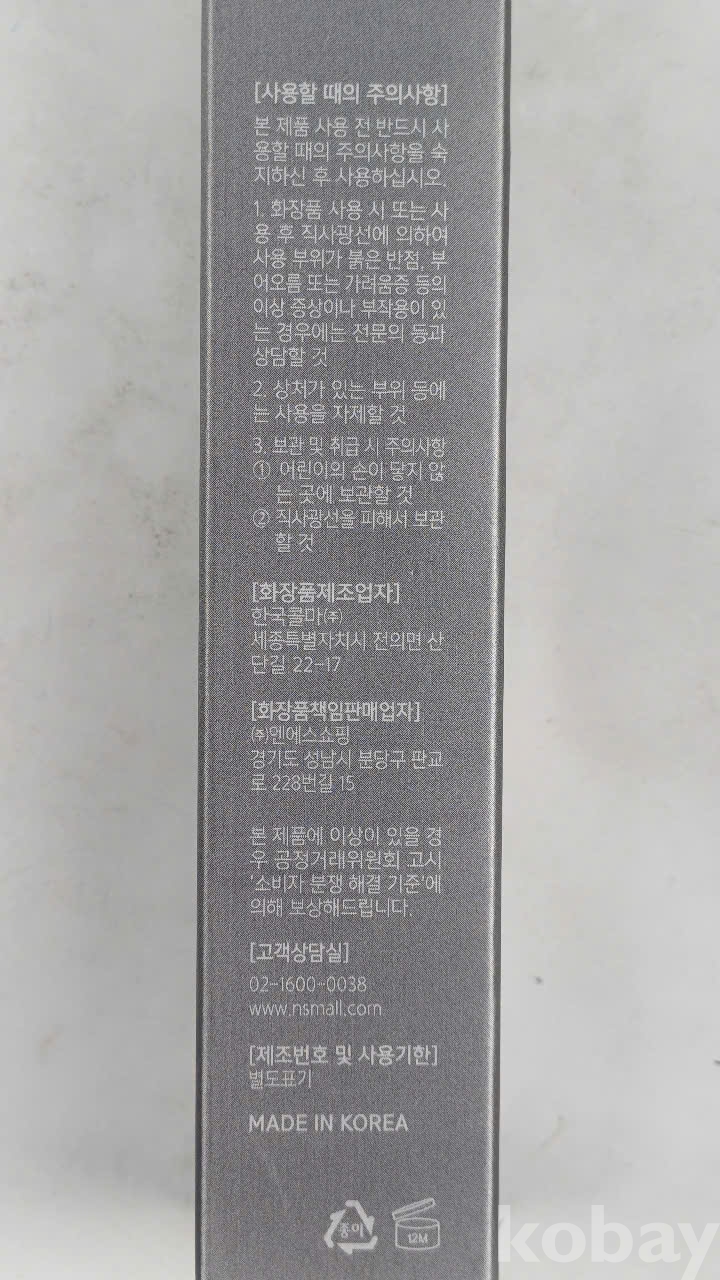 [사용할 때의 주의사항]
본 제품 사용 전 반드시 사
용할 때의 주의사항을 숙
지하신 후 사용하십시오.
1. 화장품 사용 시 또는 사
용 후 직사광선에 의하여
사용 부위가 붉은 반점, 부
어오름 또는 가려움증 등의
이상 증상이나 부작용이 있
는 경우에는 전문의 등과
상담할 것
2. 상처가 있는 부위 등에
는 사용을 자제할 것
3. 보관 및 취급 시 주의사항
① 어린이의 손이 닿지 않
는 곳에 보관할 것
② 직사광선을 피해서 보관
할 것
[화장품제조업자]
한국콜마㈜
세종특별자치시 전의면 산
단길 22-17
[화장품책임판매업자]
㈜엔에스쇼핑
경기도 성남시 분당구 판교
로 228번길 15
본 제품에 이상이 있을 경
우 공정거래위원회 고시
'소비자 분쟁 해결 기준'에
의해 보상해드립니다.
[고객상담실]
02-1600-0038
www.nsmall.com
[제조번호 및 사용기한]
별도표기
MADE IN KOREA
종이
12M
kobay